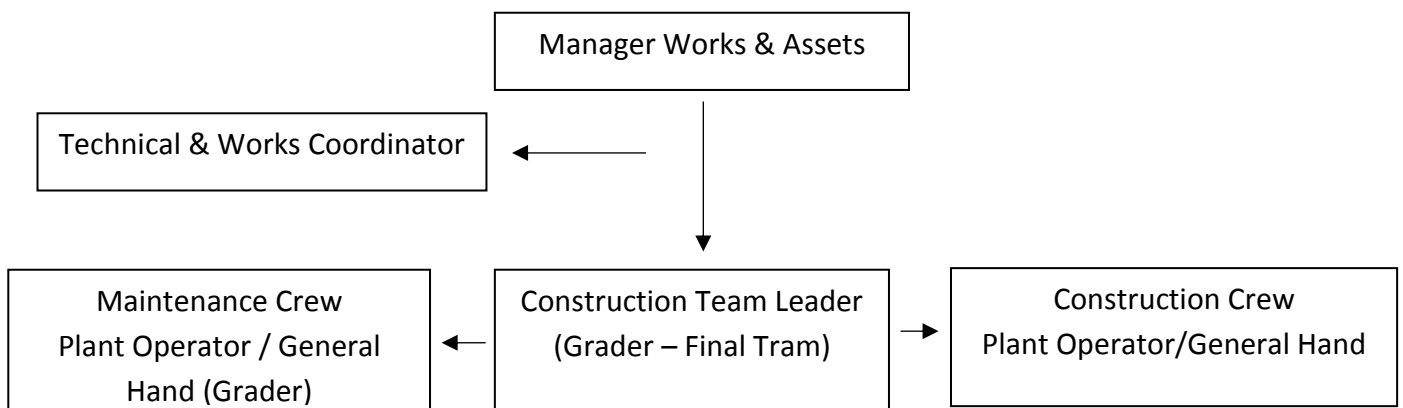 Manager Works & Assets
Technical & Works Coordinator
Maintenance Crew
Plant Operator / General
Hand (Grader)
Construction Team Leader
(Grader – Final Tram)
Construction Crew
Plant Operator/General Hand